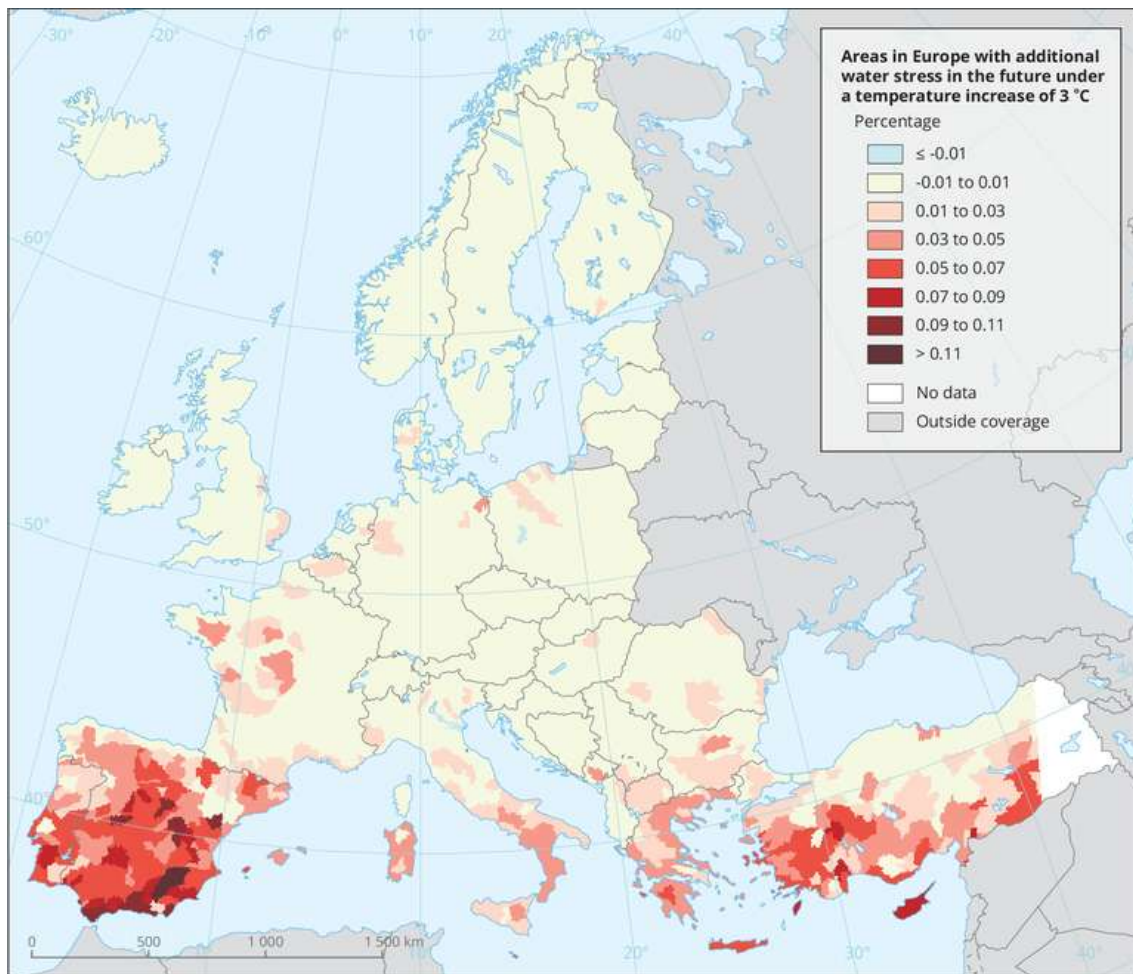 -30°
-20°
-10°
0°
10°
20°
30°
40°
50°
60°
50°
40°
Areas in Europe with additional
water stress in the future under
a temperature increase of 3 °C
Percentage
≤ -0.01
-0.01 to 0.01
0.01 to 0.03
0.03 to 0.05
0.05 to 0.07
0.07 to 0.09
0.09 to 0.11
> 0.11
No data
Outside coverage
0 500 1 000 1 500 km
0°
10°
20°
30°
40°